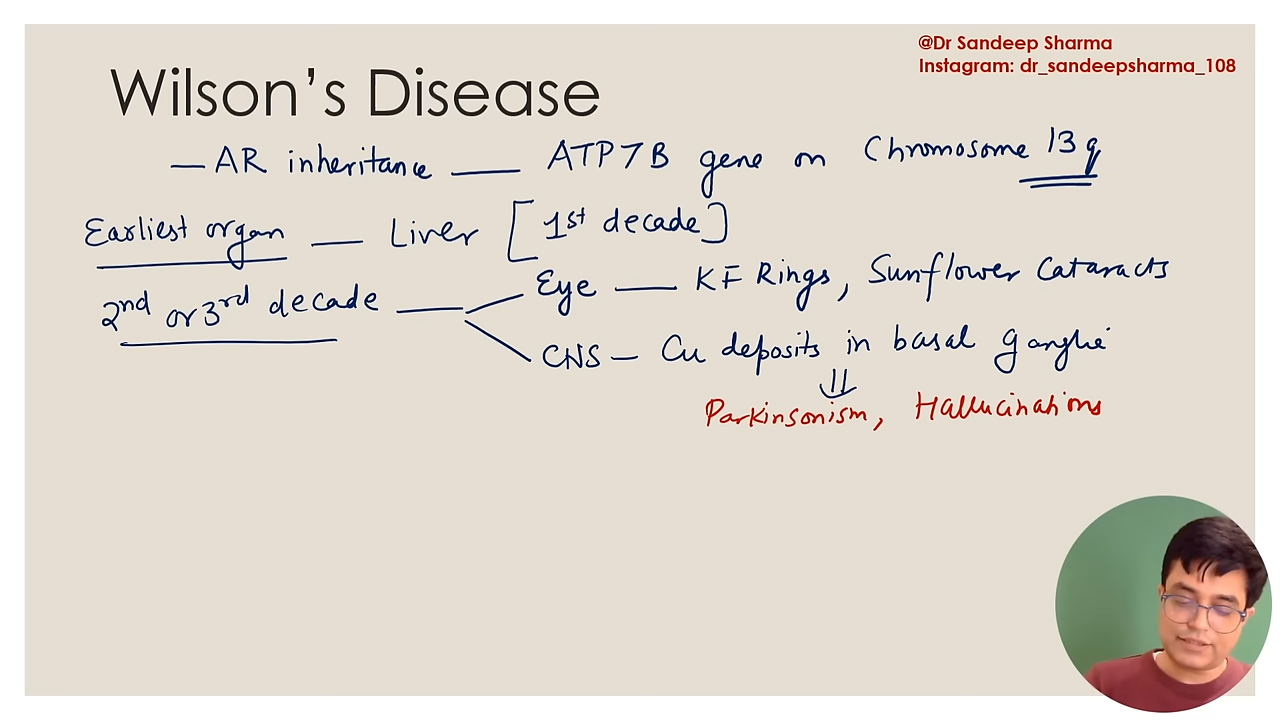 @Dr Sandeep Sharma
Instagram: dr_sandeepsharma_108
Wilson's Disease
— AR inheritance — ATP7B gene on Chromosome 13q
Earliest organ — Liver [1st decade]
2nd or 3rd decade — Eye — KF Rings, Sunflower Cataracts
CNS — Cu deposits in basal ganglia
⇓
Parkinsonism, Hallucinations